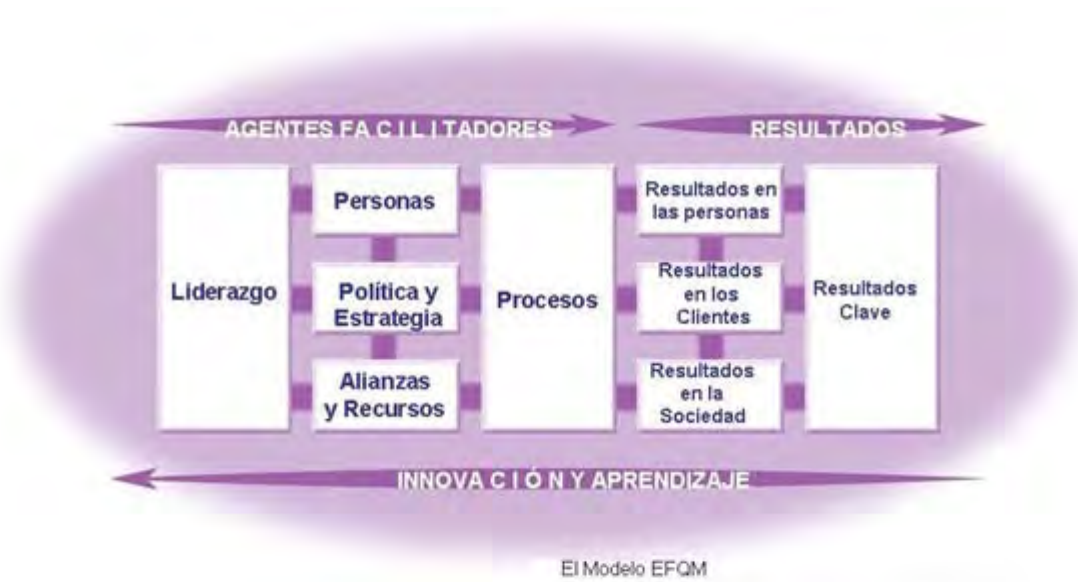 AGENTES FA C I L I TADORES
RESULTADOS
Liderazgo
Personas
Política y
Estrategia
Alianzas
y Recursos
Procesos
Resultados en
las personas
Resultados
en los
Clientes
Resultados
en la
Sociedad
Resultados
Clave
INNOVA C I Ó N Y APRENDIZAJE
El Modelo EFQM